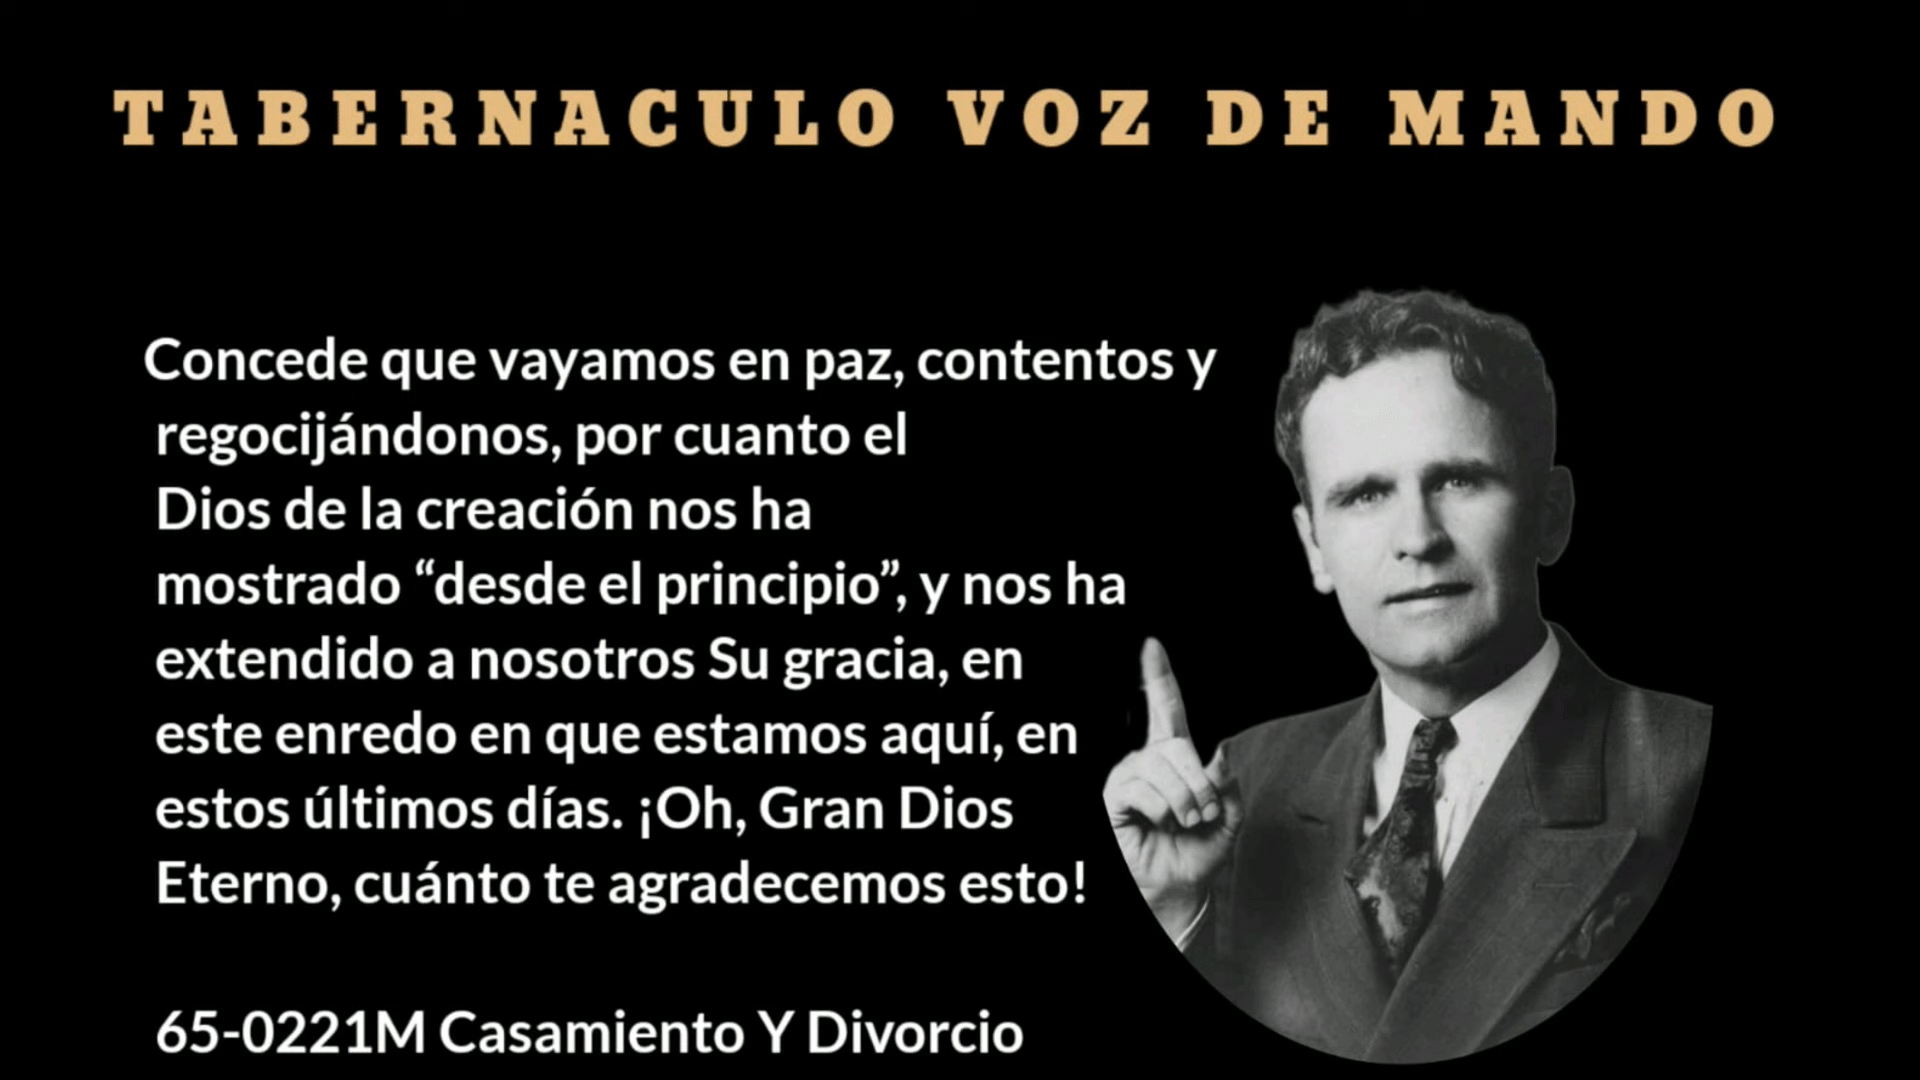 TABERNACULO VOZ DE MANDO
Concede que vayamos en paz, contentos y
regocijándonos, por cuanto el
Dios de la creación nos ha
mostrado “desde el principio”, y nos ha
extendido a nosotros Su gracia, en
este enredo en que estamos aquí, en
estos últimos días. ¡Oh, Gran Dios
Eterno, cuánto te agradecemos esto!
65-0221M Casamiento Y Divorcio